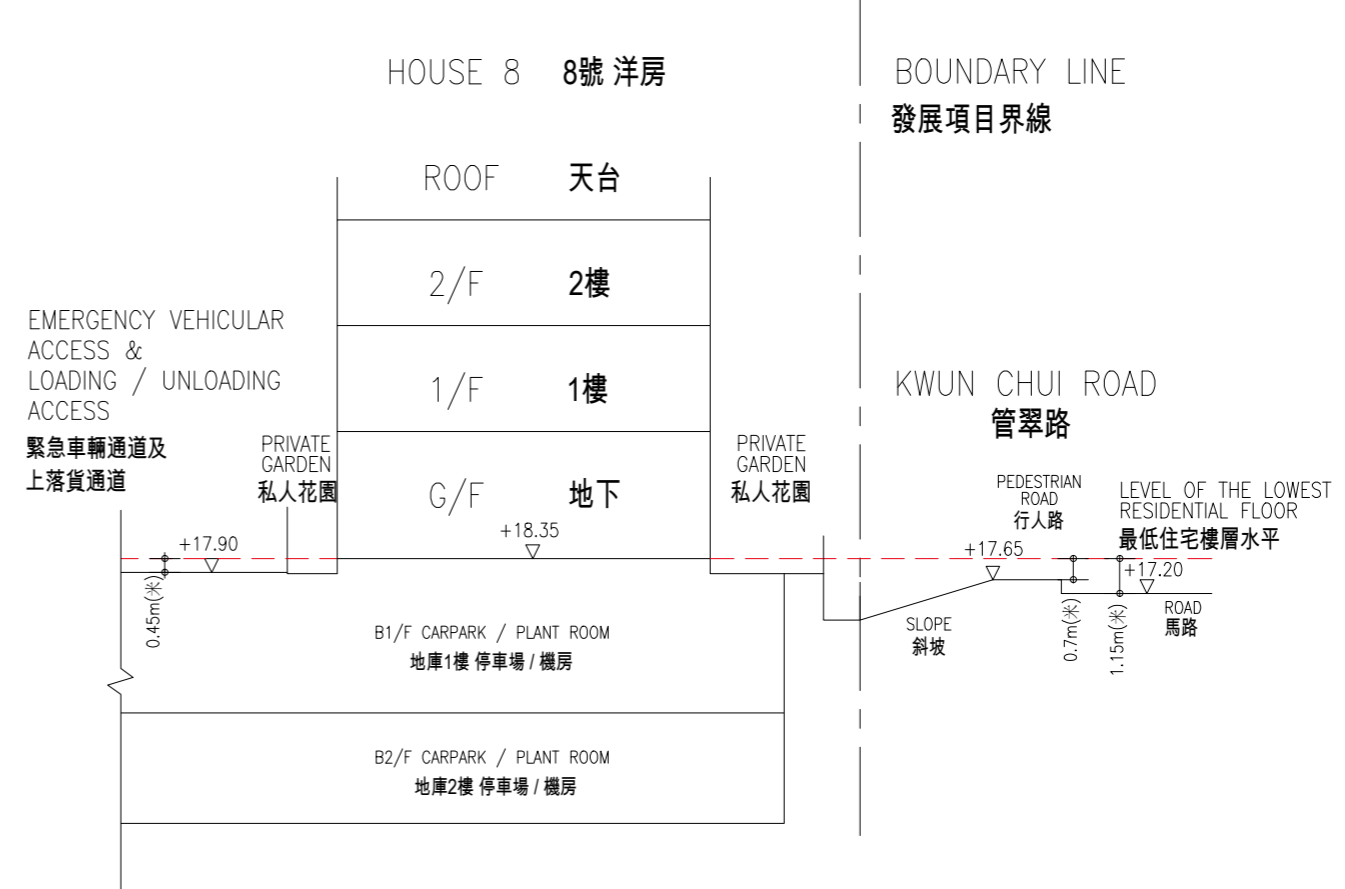 HOUSE 8 8號 洋房
BOUNDARY LINE
發展項目界線
ROOF 天台
2/F 2樓
EMERGENCY VEHICULAR
ACCESS &
LOADING / UNLOADING
ACCESS
緊急車輛通道及
上落貨通道
1/F 1樓
KWUN CHUI ROAD
管翠路
PRIVATE
GARDEN
私人花園
G/F 地下
PRIVATE
GARDEN
私人花園
PEDESTRIAN
ROAD
行人路
LEVEL OF THE LOWEST
RESIDENTIAL FLOOR
最低住宅樓層水平
+17.90
+18.35
+17.65
+17.20
0.45m(米)
SLOPE
斜坡
0.7m(米)
1.15m(米)
ROAD
馬路
B1/F CARPARK / PLANT ROOM
地庫1樓 停車場 / 機房
B2/F CARPARK / PLANT ROOM
地庫2樓 停車場 / 機房